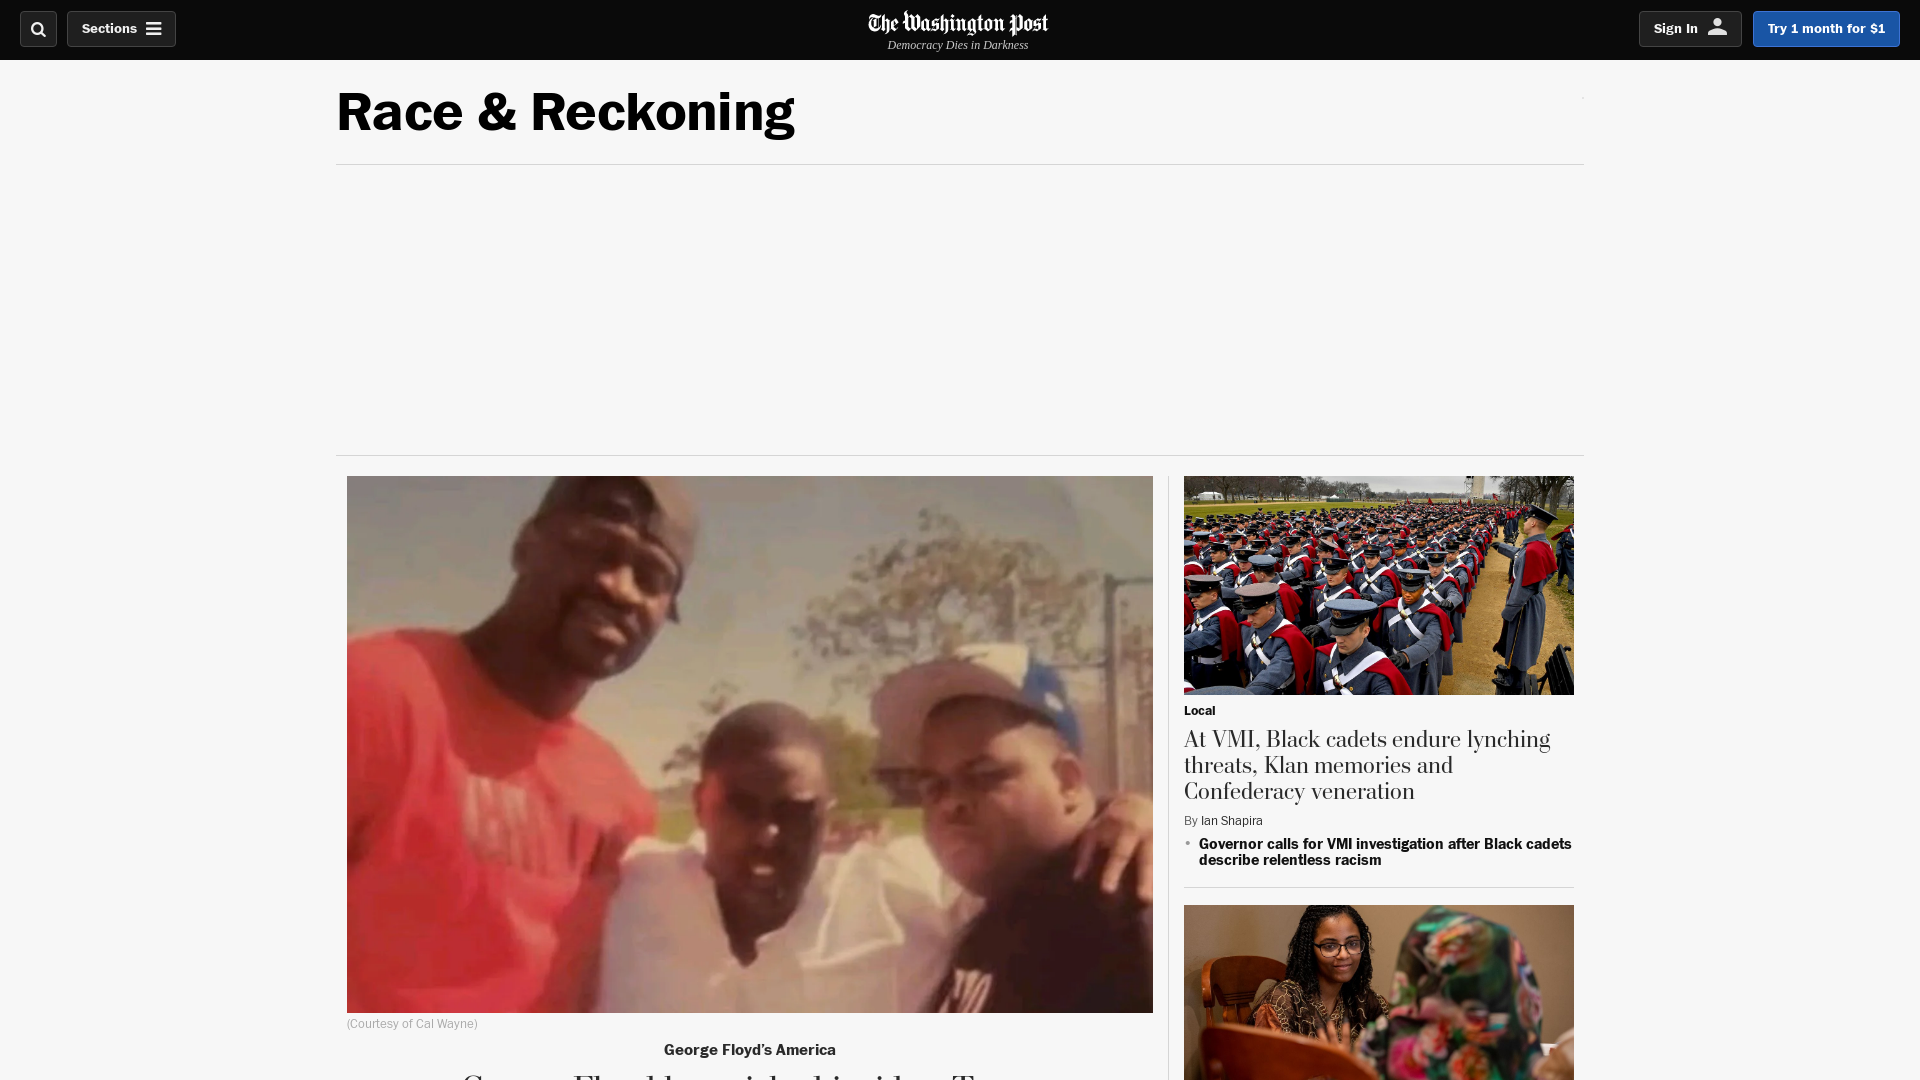 Sections
The Washington Post
Democracy Dies in Darkness
Sign In
Try 1 month for $1
Race & Reckoning
(Courtesy of Cal Wayne)
George Floyd’s America
Local
At VMI, Black cadets endure lynching
threats, Klan memories and
Confederacy veneration
By Ian Shapira
Governor calls for VMI investigation after Black cadets
describe relentless racism